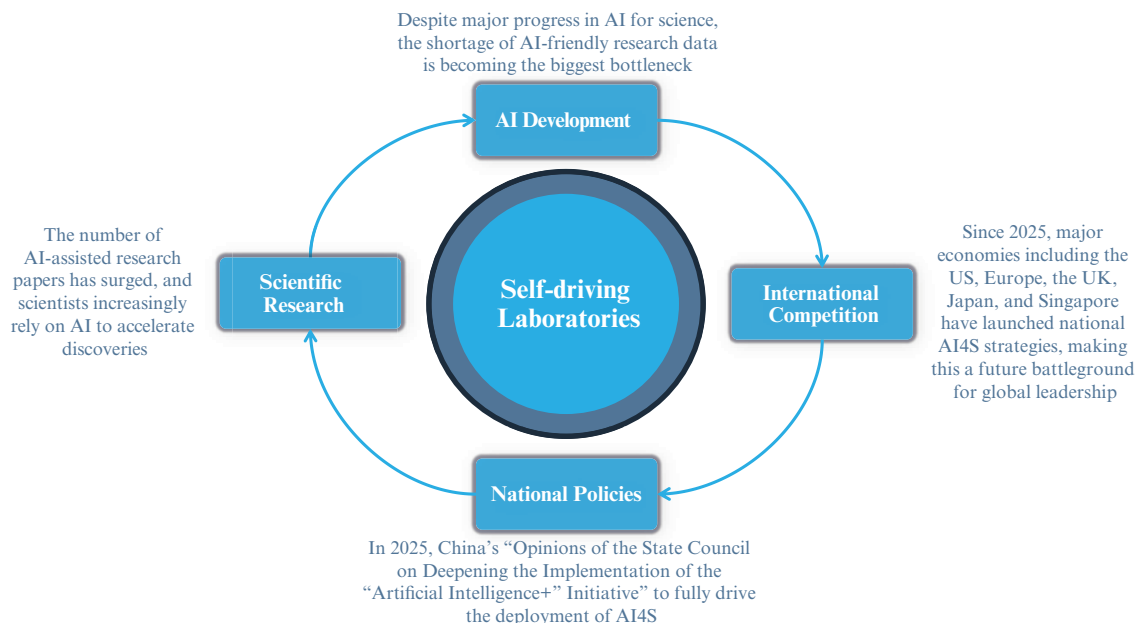 Despite major progress in AI for science,
the shortage of AI-friendly research data
is becoming the biggest bottleneck
AI Development
The number of
AI-assisted research
papers has surged, and
scientists increasingly
rely on AI to accelerate
discoveries
Scientific
Research
Self-driving
Laboratories
International
Competition
Since 2025, major
economies including the
US, Europe, the UK,
Japan, and Singapore
have launched national
AI4S strategies, making
this a future battleground
for global leadership
National Policies
In 2025, China’s “Opinions of the State Council
on Deepening the Implementation of the
“Artificial Intelligence+” Initiative” to fully drive
the deployment of AI4S